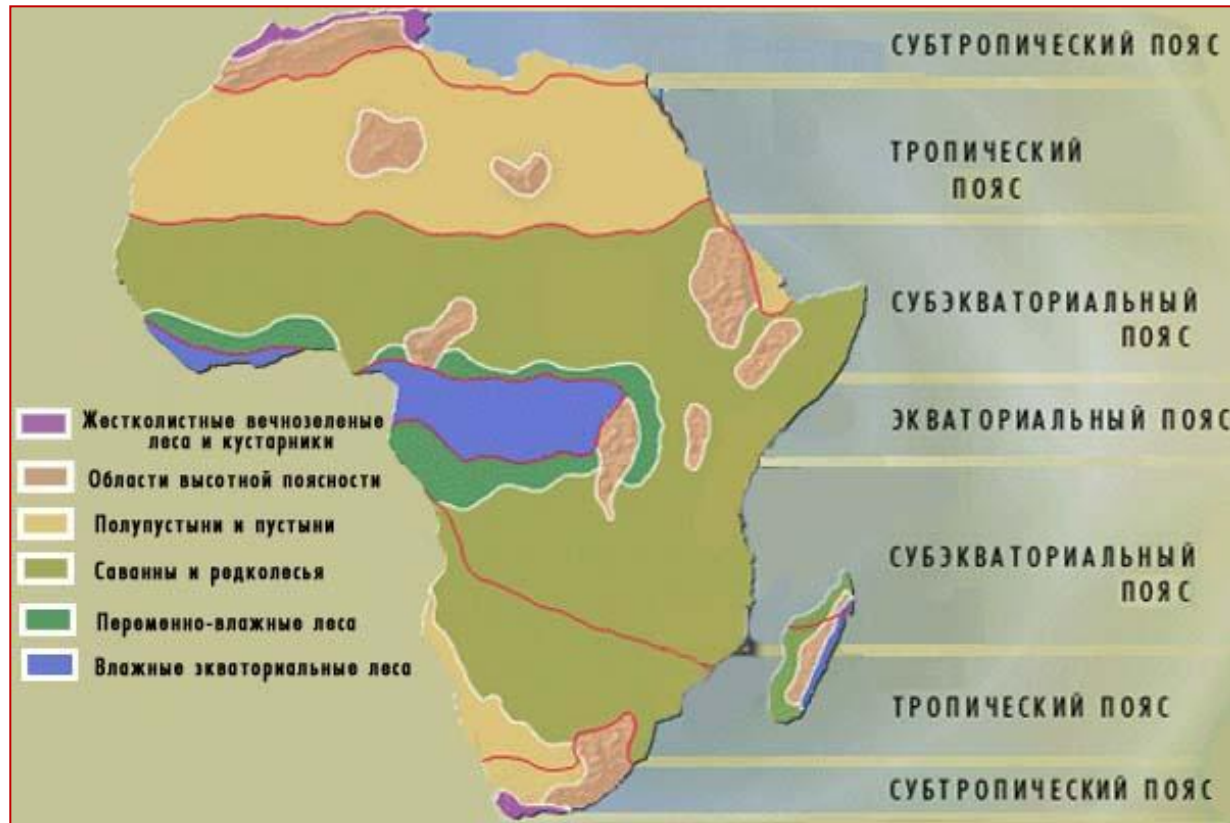 СУБТРОПИЧЕСКИЙ ПОЯС
ТРОПИЧЕСКИЙ
ПОЯС
СУБЭКВАТОРИАЛЬНЫЙ
ПОЯС
ЭКВАТОРИАЛЬНЫЙ ПОЯС
СУБЭКВАТОРИАЛЬНЫЙ
ПОЯС
ТРОПИЧЕСКИЙ ПОЯС
СУБТРОПИЧЕСКИЙ ПОЯС
Жестколистные вечнозеленые
леса и кустарники
Области высотной поясности
Полупустыни и пустыни
Саванны и редколесья
Переменно-влажные леса
Влажные экваториальные леса